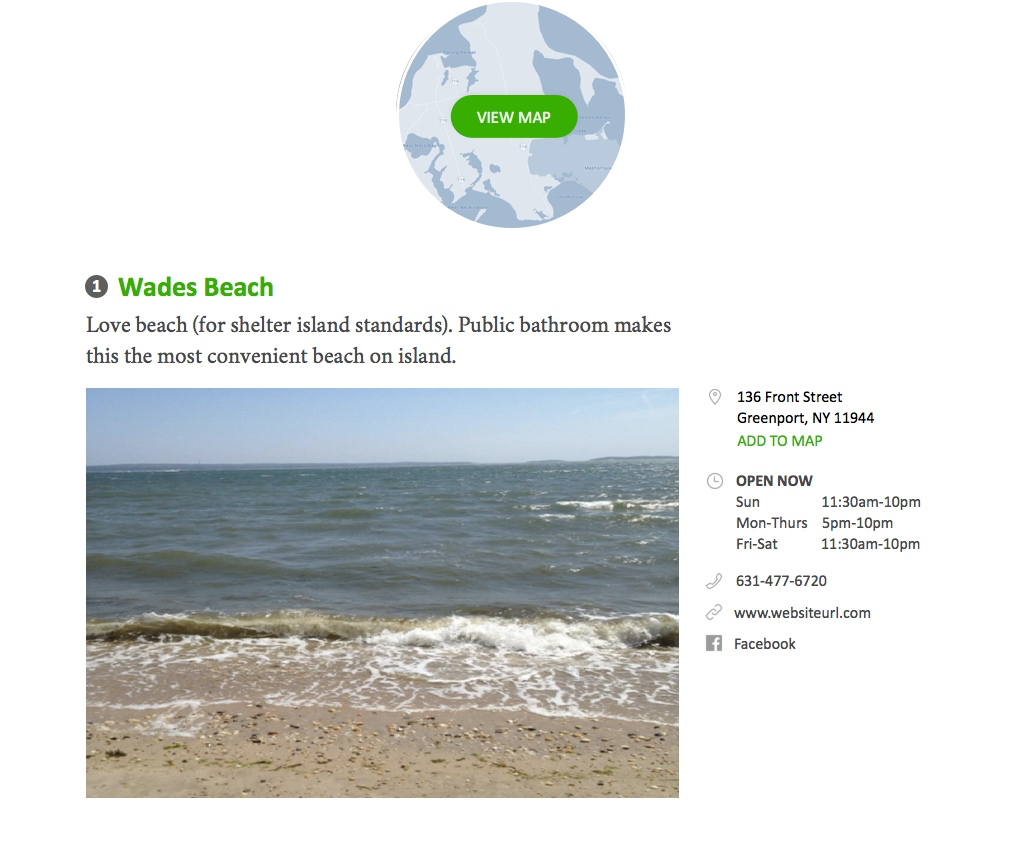 VIEW MAP
1 Wades Beach
Love beach (for shelter island standards). Public bathroom makes
this the most convenient beach on island.
136 Front Street
Greenport, NY 11944
ADD TO MAP
OPEN NOW
Sun 11:30am-10pm
Mon-Thurs 5pm-10pm
Fri-Sat 11:30am-10pm
631-477-6720
www.websiteurl.com
Facebook